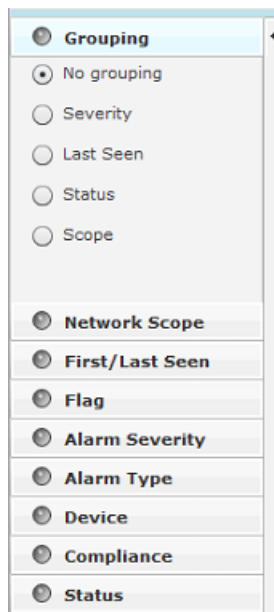 Grouping
No grouping
Severity
Last Seen
Status
Scope
Network Scope
First/Last Seen
Flag
Alarm Severity
Alarm Type
Device
Compliance
Status